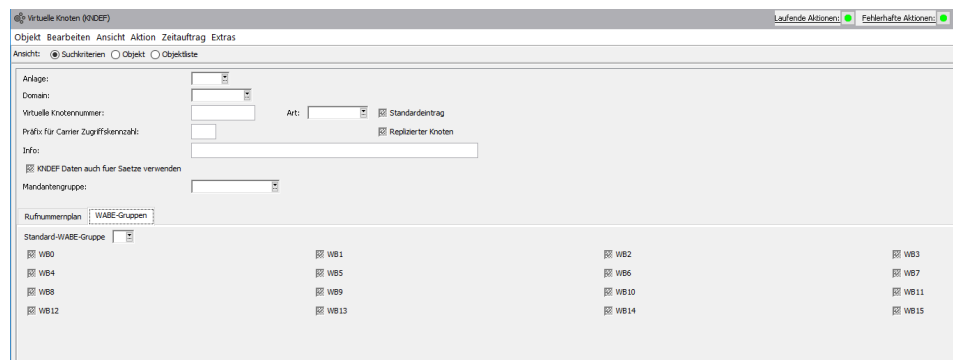 Virtuelle Knoten (KNDEF) Laufende Aktionen: Fehlerhafte Aktionen:
Objekt Bearbeiten Ansicht Aktion Zeitauftrag Extras
Ansicht: Suchkriterien Objekt Objektliste
Anlage:
Domain:
Virtuelle Knotennummer: Art: Standardeintrag
Präfix für Carrier Zugriffskennzahl: Replizierter Knoten
Info:
KNDEF Daten auch fuer Saetze verwenden
Mandantengruppe:
Rufnummernplan WABE-Gruppen
Standard-WABE-Gruppe
WB0 WB1 WB2 WB3
WB4 WB5 WB6 WB7
WB8 WB9 WB10 WB11
WB12 WB13 WB14 WB15